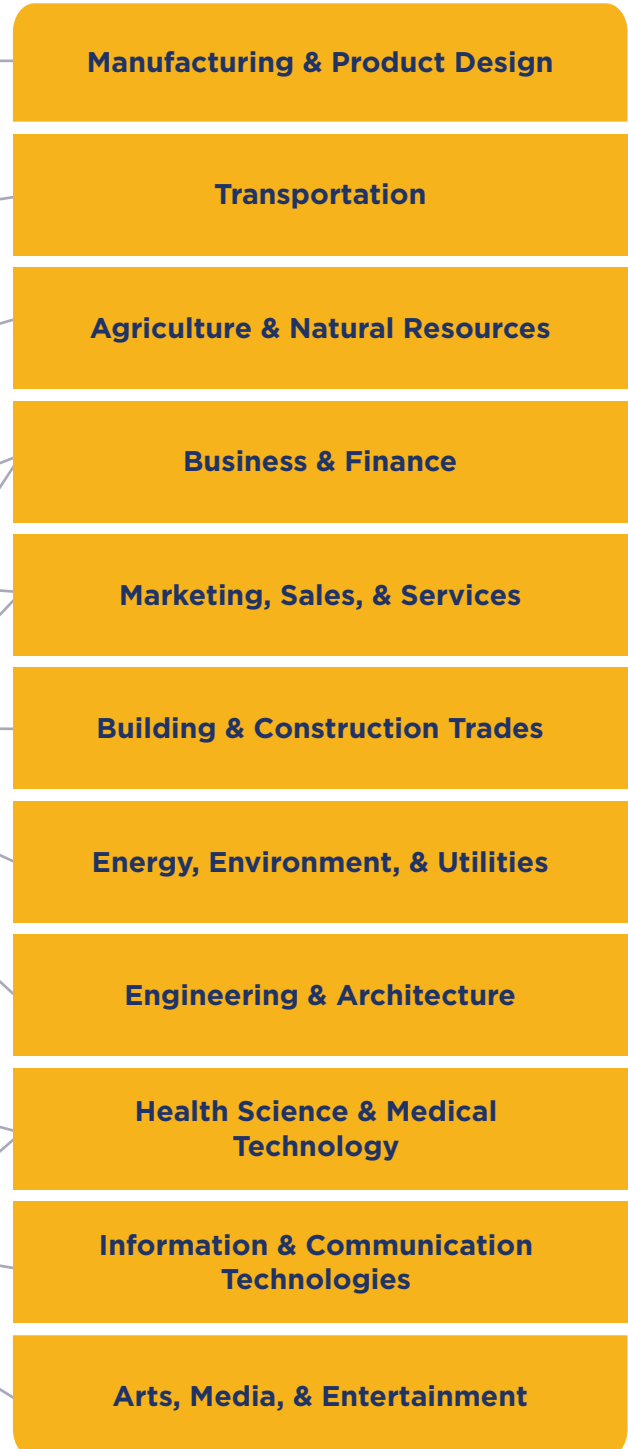 Manufacturing & Product Design
Transportation
Agriculture & Natural Resources
Business & Finance
Marketing, Sales, & Services
Building & Construction Trades
Energy, Environment, & Utilities
Engineering & Architecture
Health Science & Medical
Technology
Information & Communication
Technologies
Arts, Media, & Entertainment